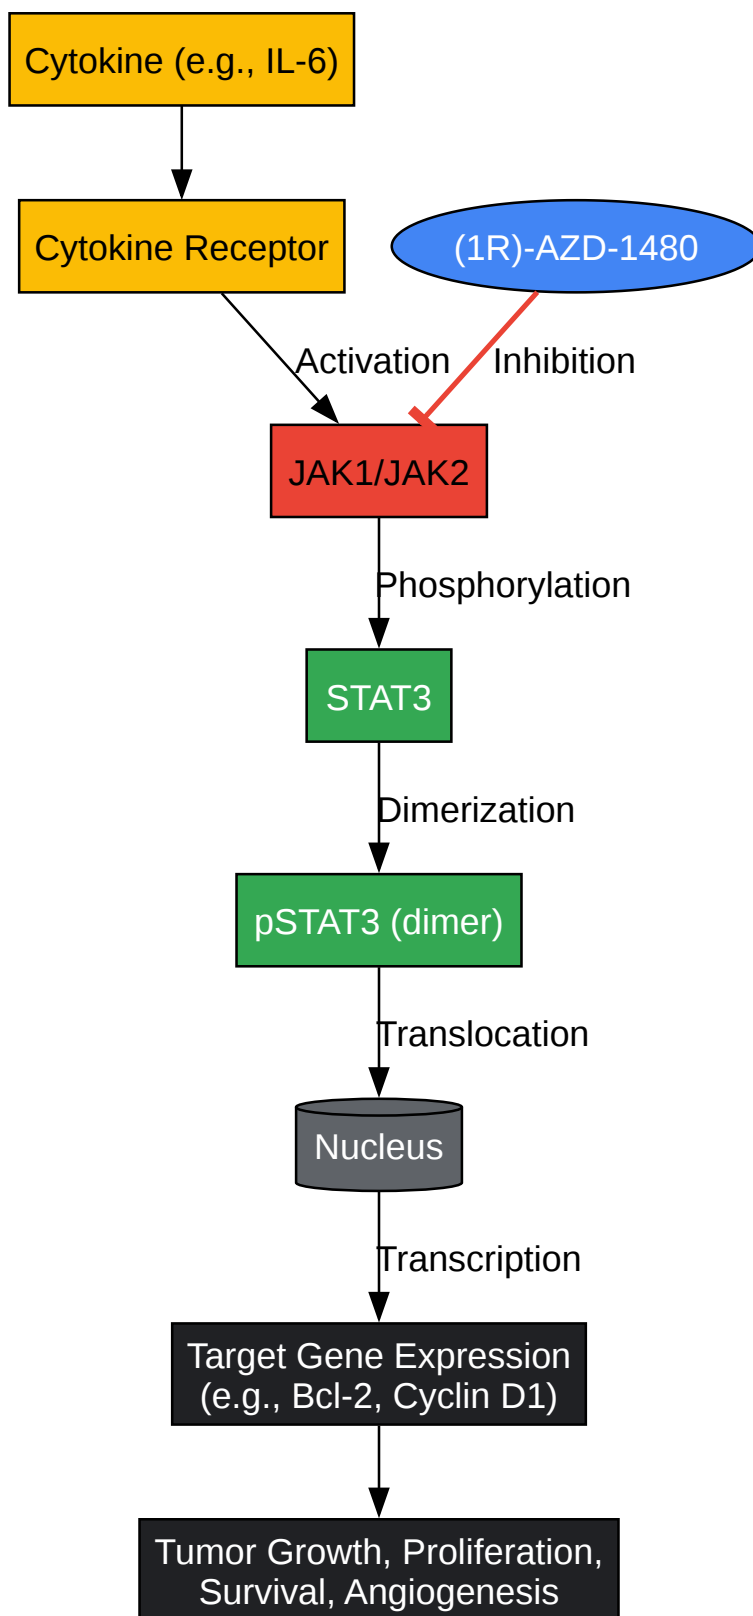 Cytokine (e.g., IL-6)
Cytokine Receptor
(1R)-AZD-1480
Activation
Inhibition
JAK1/JAK2
Phosphorylation
STAT3
Dimerization
pSTAT3 (dimer)
Translocation
Nucleus
Transcription
Target Gene Expression
(e.g., Bcl-2, Cyclin D1)
Tumor Growth, Proliferation,
Survival, Angiogenesis